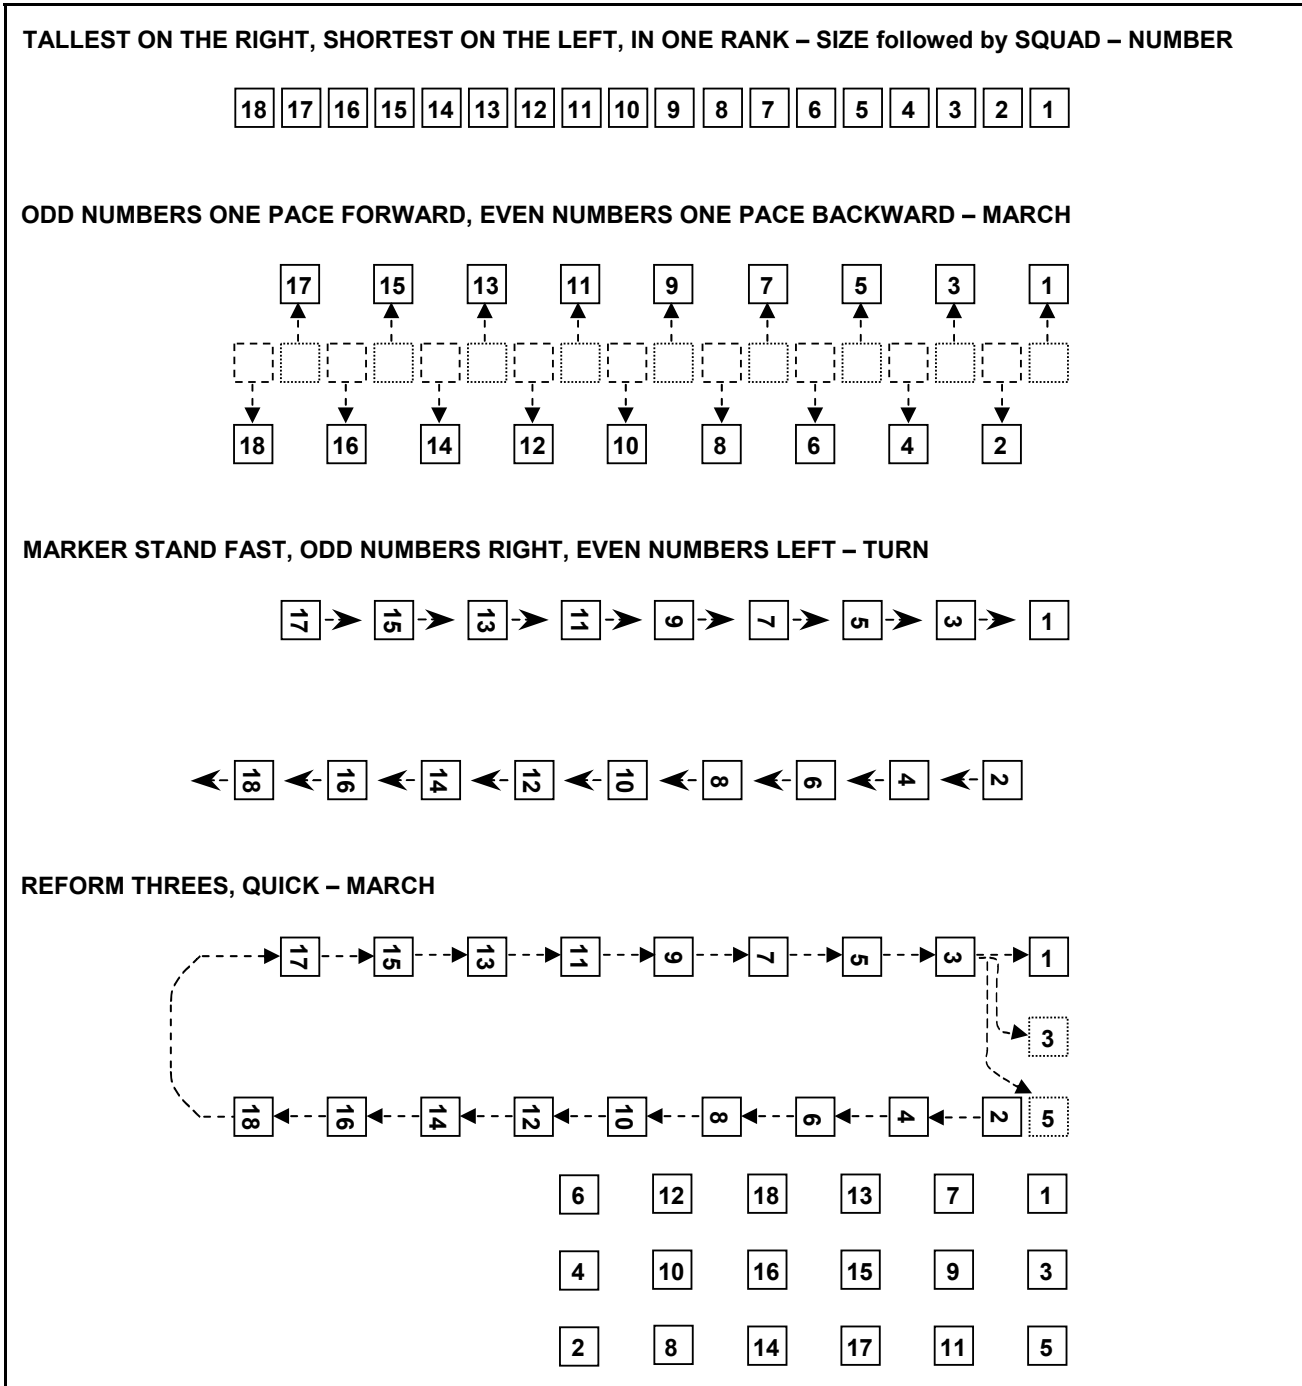 TALLEST ON THE RIGHT, SHORTEST ON THE LEFT, IN ONE RANK – SIZE followed by SQUAD – NUMBER
18 17 16 15 14 13 12 11 10 9 8 7 6 5 4 3 2 1
ODD NUMBERS ONE PACE FORWARD, EVEN NUMBERS ONE PACE BACKWARD – MARCH
17 15 13 11 9 7 5 3 1
18 16 14 12 10 8 6 4 2
MARKER STAND FAST, ODD NUMBERS RIGHT, EVEN NUMBERS LEFT – TURN
17 15 13 11 9 7 5 3 1
18 16 14 12 10 8 6 4 2
REFORM THREES, QUICK – MARCH
17 15 13 11 9 7 5 3 1
3
18 16 14 12 10 8 6 4 2 5
6 12 18 13 7 1
4 10 16 15 9 3
2 8 14 17 11 5